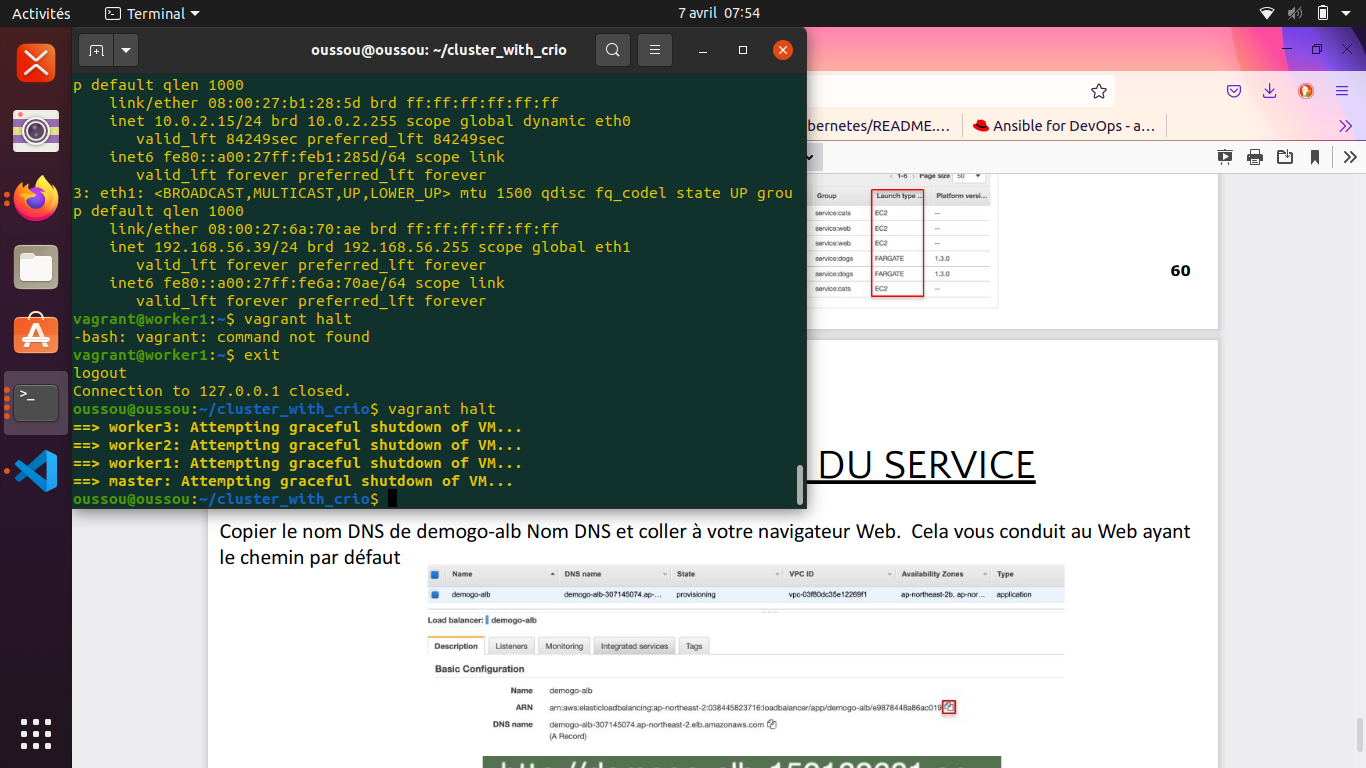 Activités
Terminal
7 avril 07:54
oussou@oussou: ~/cluster_with_crio
p default qlen 1000
link/ether 08:00:27:b1:28:5d brd ff:ff:ff:ff:ff:ff
inet 10.0.2.15/24 brd 10.0.2.255 scope global dynamic eth0
valid_lft 84249sec preferred_lft 84249sec
inet6 fe80::a00:27ff:feb1:285d/64 scope link
valid_lft forever preferred_lft forever
3: eth1: <BROADCAST,MULTICAST,UP,LOWER_UP> mtu 1500 qdisc fq_codel state UP grou
p default qlen 1000
link/ether 08:00:27:6a:70:ae brd ff:ff:ff:ff:ff:ff
inet 192.168.56.39/24 brd 192.168.56.255 scope global eth1
valid_lft forever preferred_lft forever
inet6 fe80::a00:27ff:fe6a:70ae/64 scope link
valid_lft forever preferred_lft forever
vagrant@worker1:~$ vagrant halt
-bash: vagrant: command not found
vagrant@worker1:~$ exit
logout
Connection to 127.0.0.1 closed.
oussou@oussou:~/cluster_with_crio$ vagrant halt
==> worker3: Attempting graceful shutdown of VM...
==> worker2: Attempting graceful shutdown of VM...
==> worker1: Attempting graceful shutdown of VM...
==> master: Attempting graceful shutdown of VM...
oussou@oussou:~/cluster_with_crio$
bernetes/README.… Ansible for DevOps - a…
1-6 Page size 50
Group Launch type ... Platform versi...
service:cats EC2 --
service:web EC2 --
service:web EC2 --
service:dogs FARGATE 1.3.0
service:dogs FARGATE 1.3.0
service:cats EC2 --
60
DU SERVICE
Copier le nom DNS de demogo-alb Nom DNS et coller à votre navigateur Web. Cela vous conduit au Web ayant
le chemin par défaut
Name DNS name State VPC ID Availability Zones Type
demogo-alb demogo-alb-307145074.ap-... provisioning vpc-03f80dc35e12269f1 ap-northeast-2b, ap-nor... application
Load balancer: demogo-alb
Description Listeners Monitoring Integrated services Tags
Basic Configuration
Name demogo-alb
ARN arn:aws:elasticloadbalancing:ap-northeast-2:038445823716:loadbalancer/app/demogo-alb/e9878448a86ac019
DNS name demogo-alb-307145074.ap-northeast-2.elb.amazonaws.com
(A Record)